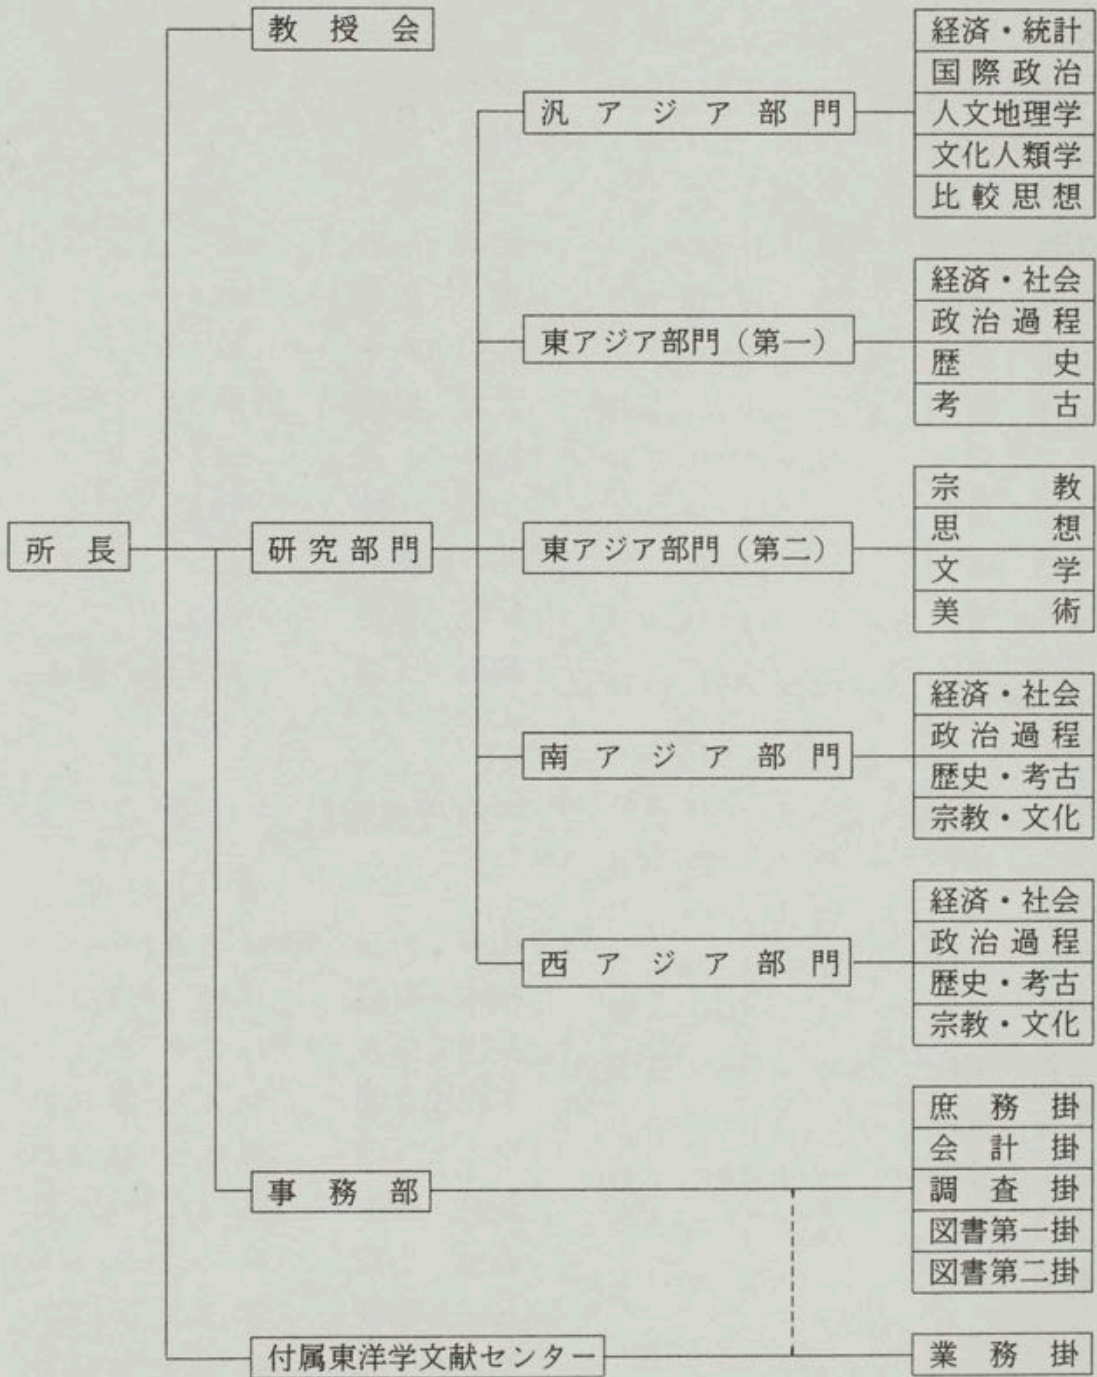 所長
教授会
研究部門
汎アジア部門
経済・統計
国際政治
人文地理学
文化人類学
比較思想
東アジア部門（第一）
経済・社会
政治過程
歴史
考古
東アジア部門（第二）
宗教
思想
文学
美術
南アジア部門
経済・社会
政治過程
歴史・考古
宗教・文化
西アジア部門
経済・社会
政治過程
歴史・考古
宗教・文化
事務部
庶務掛
会計掛
調査掛
図書第一掛
図書第二掛
付属東洋学文献センター
業務掛